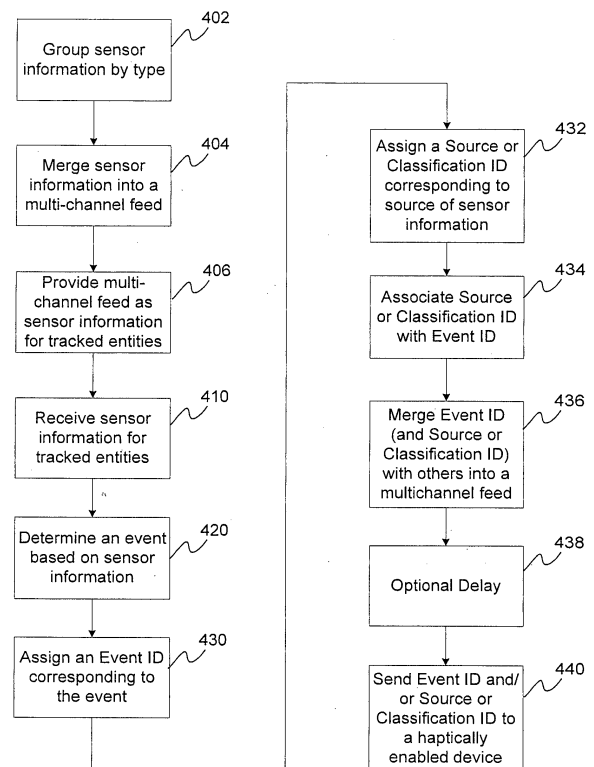 402
Group sensor
information by type
404
Merge sensor
information into a
multi-channel feed
406
Provide multi-
channel feed as
sensor information
for tracked entities
410
Receive sensor
information for
tracked entities
420
Determine an event
based on sensor
information
430
Assign an Event ID
corresponding to
the event
432
Assign a Source or
Classification ID
corresponding to
source of sensor
information
434
Associate Source
or Classification ID
with Event ID
436
Merge Event ID
(and Source or
Classification ID)
with others into a
multichannel feed
438
Optional Delay
440
Send Event ID and/
or Source or
Classification ID to
a haptically
enabled device